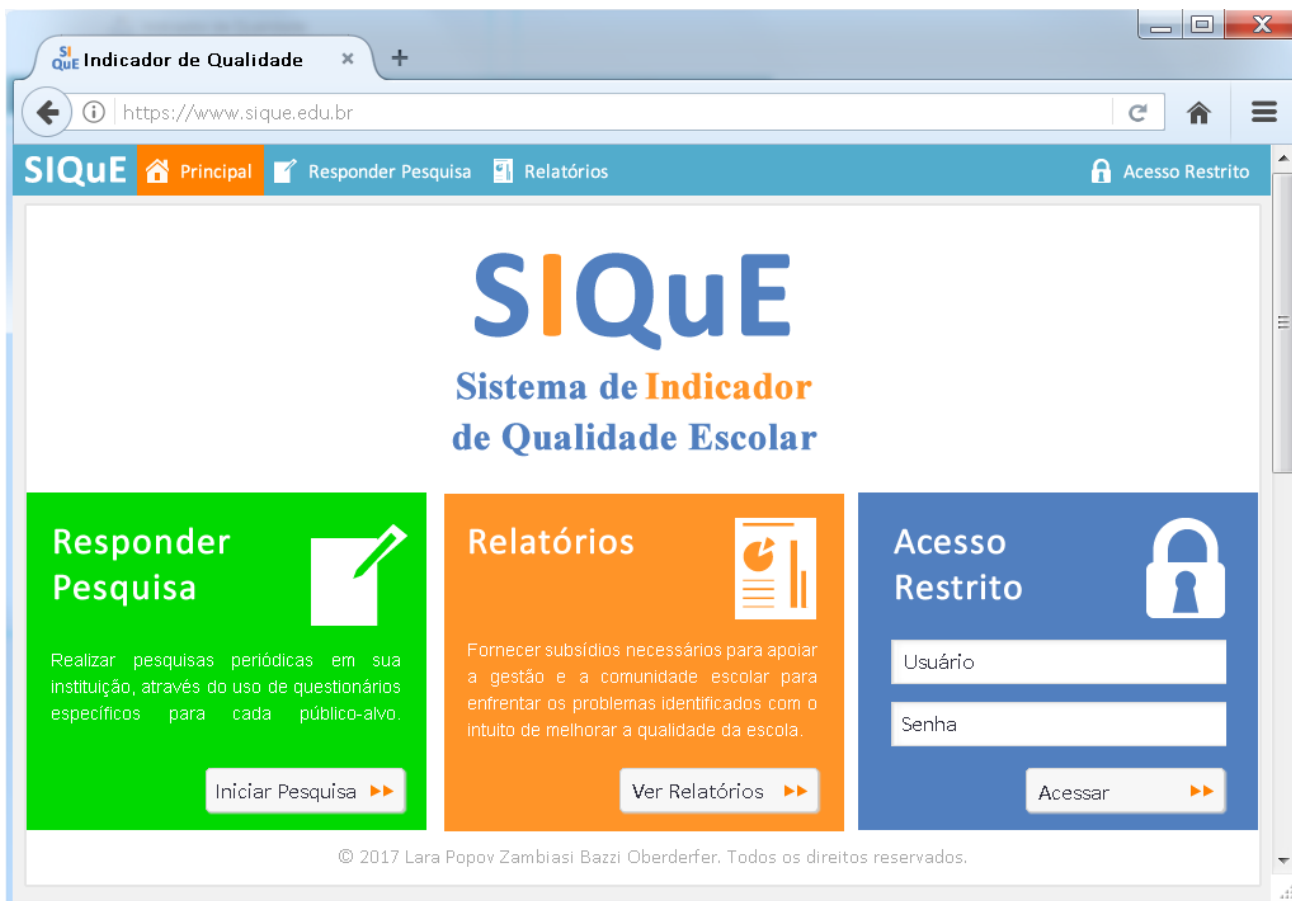 SIQuE Indicador de Qualidade
https://www.sique.edu.br
SIQuE Principal Responder Pesquisa Relatórios Acesso Restrito
SIQuE
Sistema de Indicador
de Qualidade Escolar
Responder
Pesquisa
Realizar pesquisas periódicas em sua
instituição, através do uso de questionários
específicos para cada público-alvo.
Iniciar Pesquisa
Relatórios
Fornecer subsídios necessários para apoiar
a gestão e a comunidade escolar para
enfrentar os problemas identificados com o
intuito de melhorar a qualidade da escola.
Ver Relatórios
Acesso
Restrito
Usuário
Senha
Acessar
© 2017 Lara Popov Zambiasi Bazzi Oberderfer. Todos os direitos reservados.